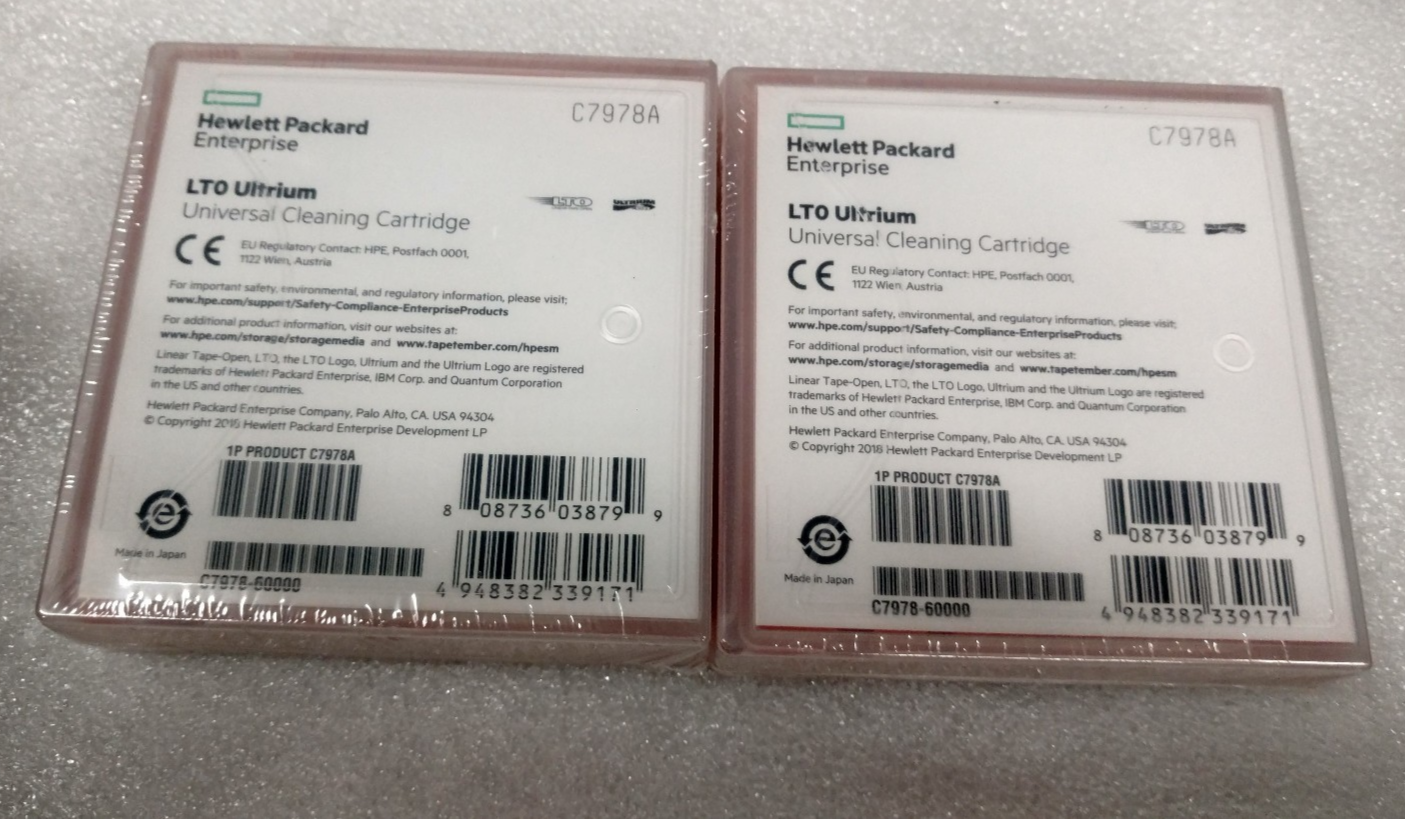 C7978A
Hewlett Packard
Enterprise
LTO Ultrium
Universal Cleaning Cartridge
LTO
ULTRIUM
CE
EU Regulatory Contact: HPE, Postfach 0001,
1122 Wien, Austria
For important safety, environmental, and regulatory information, please visit;
www.hpe.com/support/Safety-Compliance-EnterpriseProducts
For additional product information, visit our websites at:
www.hpe.com/storage/storagemedia and www.tapetember.com/hpesm
Linear Tape-Open, LTO, the LTO Logo, Ultrium and the Ultrium Logo are registered
trademarks of Hewlett Packard Enterprise, IBM Corp. and Quantum Corporation
in the US and other countries.
Hewlett Packard Enterprise Company, Palo Alto, CA. USA 94304
© Copyright 2016 Hewlett Packard Enterprise Development LP
1P PRODUCT C7978A
8 08736 03879 9
Made in Japan
C7978-60000
4 948382 339171
C7978A
Hewlett Packard
Enterprise
LTO Ultrium
Universal Cleaning Cartridge
LTO
CE
EU Regulatory Contact: HPE, Postfach 0001,
1122 Wien, Austria
For important safety, environmental, and regulatory information, please visit;
www.hpe.com/support/Safety-Compliance-EnterpriseProducts
For additional product information, visit our websites at:
www.hpe.com/storage/storagemedia and www.tapetember.com/hpesm
Linear Tape-Open, LTO, the LTO Logo, Ultrium and the Ultrium Logo are registered
trademarks of Hewlett Packard Enterprise, IBM Corp. and Quantum Corporation
in the US and other countries.
Hewlett Packard Enterprise Company, Palo Alto, CA. USA 94304
© Copyright 2016 Hewlett Packard Enterprise Development LP
1P PRODUCT C7978A
8 08736 03879 9
Made in Japan
C7978-60000
4 948382 339171